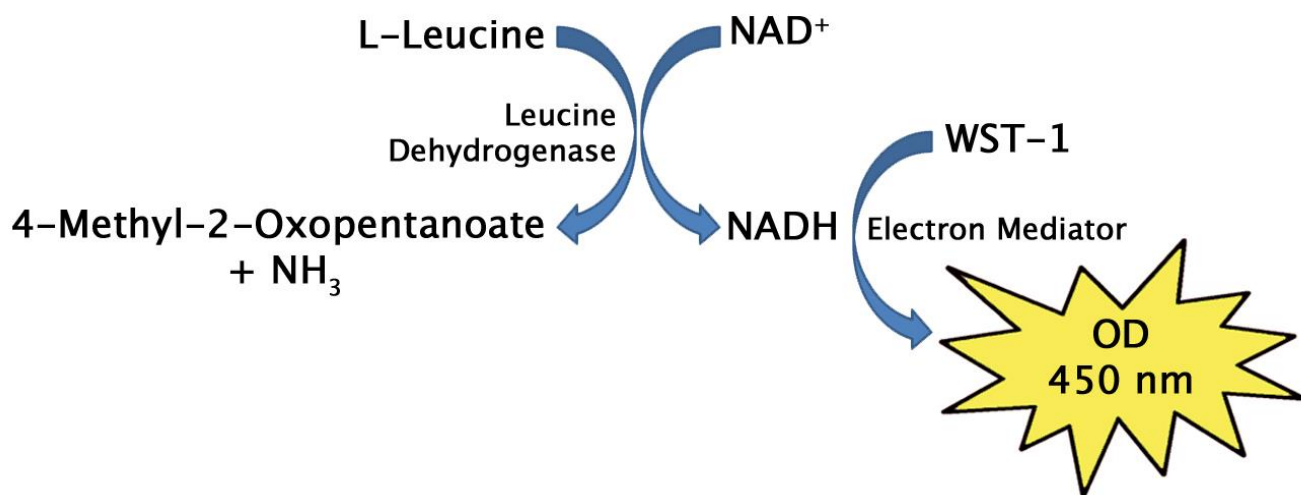 L-Leucine
NAD⁺
Leucine
Dehydrogenase
WST-1
4-Methyl-2-Oxopentanoate
+ NH₃
NADH
Electron Mediator
OD
450 nm